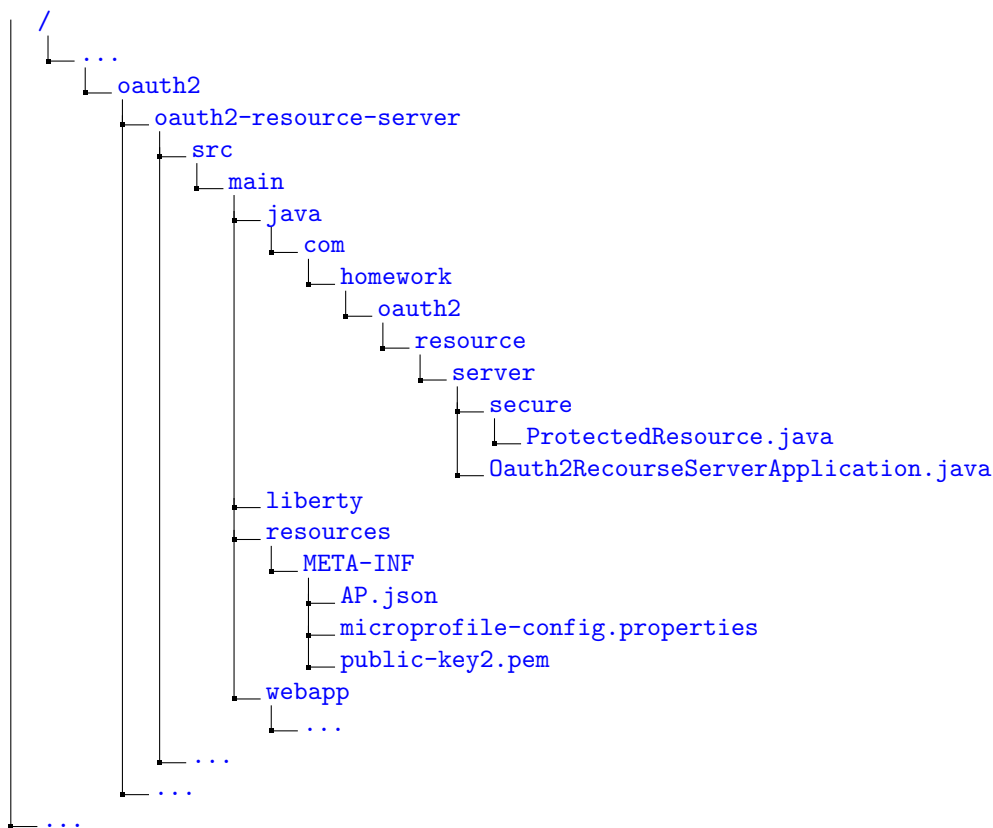 /
...
oauth2
oauth2-resource-server
src
main
java
com
homework
oauth2
resource
server
secure
ProtectedResource.java
Oauth2RecourseServerApplication.java
liberty
resources
META-INF
AP.json
microprofile-config.properties
public-key2.pem
webapp
...
...
...
...